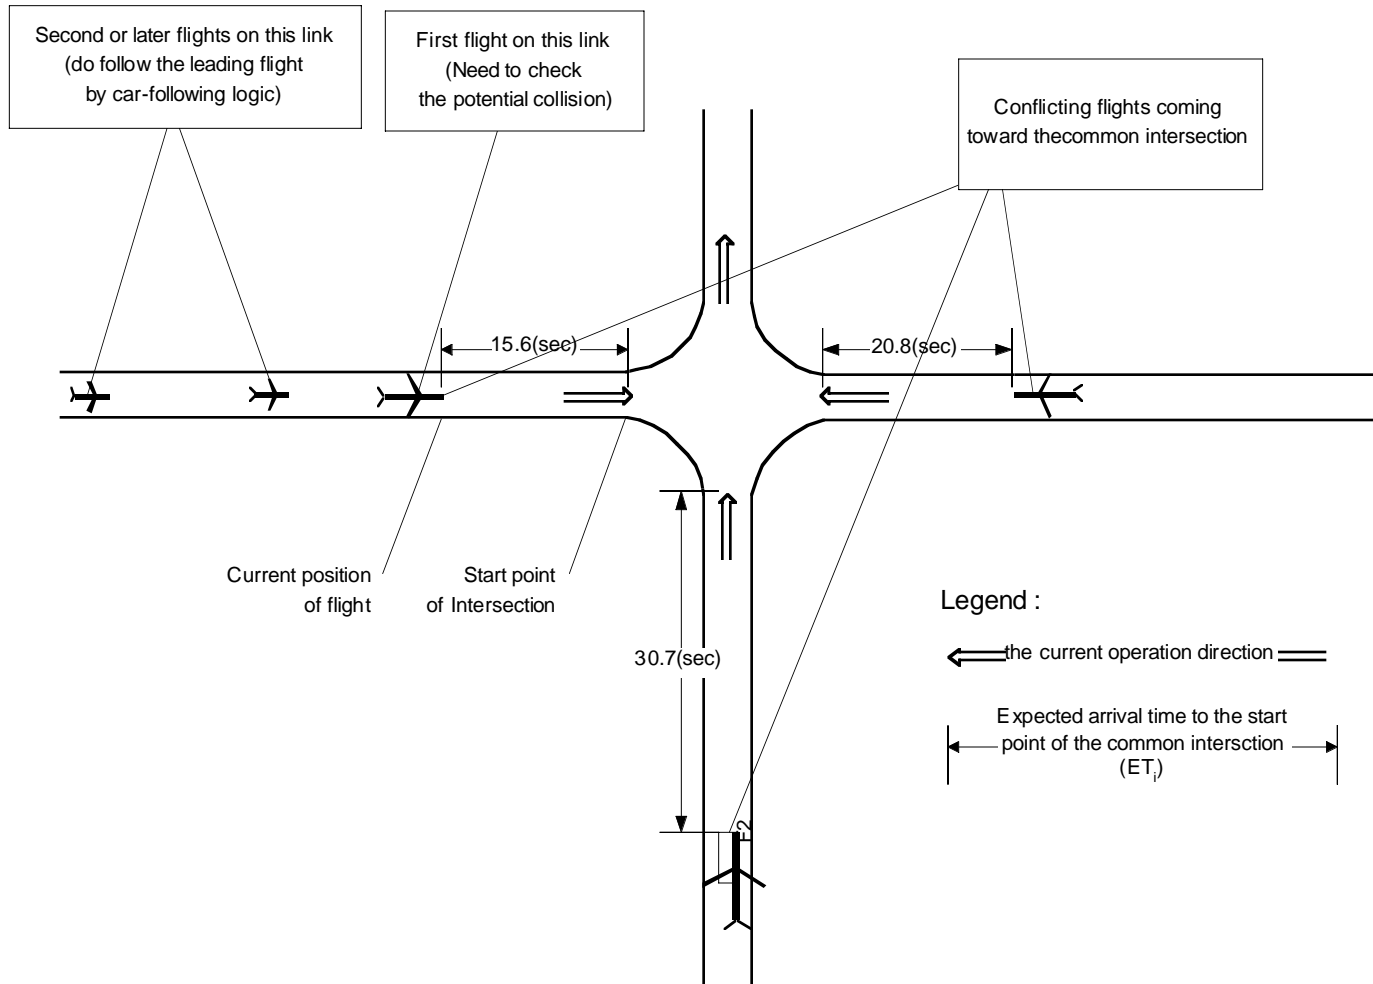 Second or later flights on this link
(do follow the leading flight
by car-following logic)
First flight on this link
(Need to check
the potential collision)
Conflicting flights coming
toward thecommon intersection
15.6(sec)
20.8(sec)
Current position
of flight
Start point
of Intersection
30.7(sec)
F2
Legend :
the current operation direction
Expected arrival time to the start
point of the common intersction
(ETi)